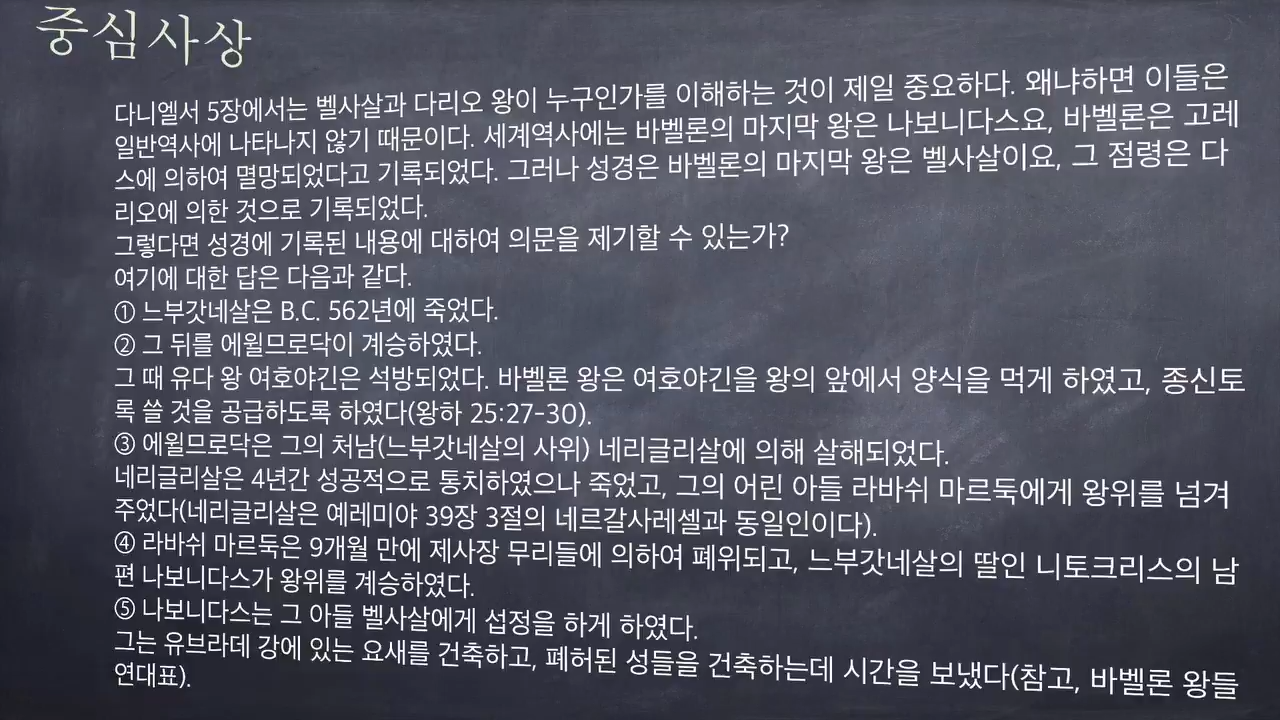 중심사상
다니엘서 5장에서는 벨사살과 다리오 왕이 누구인가를 이해하는 것이 제일 중요하다. 왜냐하면 이들은
일반역사에 나타나지 않기 때문이다. 세계역사에는 바벨론의 마지막 왕은 나보니다스요, 바벨론은 고레
스에 의하여 멸망되었다고 기록되었다. 그러나 성경은 바벨론의 마지막 왕은 벨사살이요, 그 점령은 다
리오에 의한 것으로 기록되었다.
그렇다면 성경에 기록된 내용에 대하여 의문을 제기할 수 있는가?
여기에 대한 답은 다음과 같다.
① 느부갓네살은 B.C. 562년에 죽었다.
② 그 뒤를 에윌므로닥이 계승하였다.
그 때 유다 왕 여호야긴은 석방되었다. 바벨론 왕은 여호야긴을 왕의 앞에서 양식을 먹게 하였고, 종신토
록 쓸 것을 공급하도록 하였다(왕하 25:27-30).
③ 에윌므로닥은 그의 처남(느부갓네살의 사위) 네리글리살에 의해 살해되었다.
네리글리살은 4년간 성공적으로 통치하였으나 죽었고, 그의 어린 아들 라바쉬 마르둑에게 왕위를 넘겨
주었다(네리글리살은 예레미야 39장 3절의 네르갈사레셀과 동일인이다).
④ 라바쉬 마르둑은 9개월 만에 제사장 무리들에 의하여 폐위되고, 느부갓네살의 딸인 니토크리스의 남
편 나보니다스가 왕위를 계승하였다.
⑤ 나보니다스는 그 아들 벨사살에게 섭정을 하게 하였다.
그는 유브라데 강에 있는 요새를 건축하고, 폐허된 성들을 건축하는데 시간을 보냈다(참고, 바벨론 왕들
연대표).